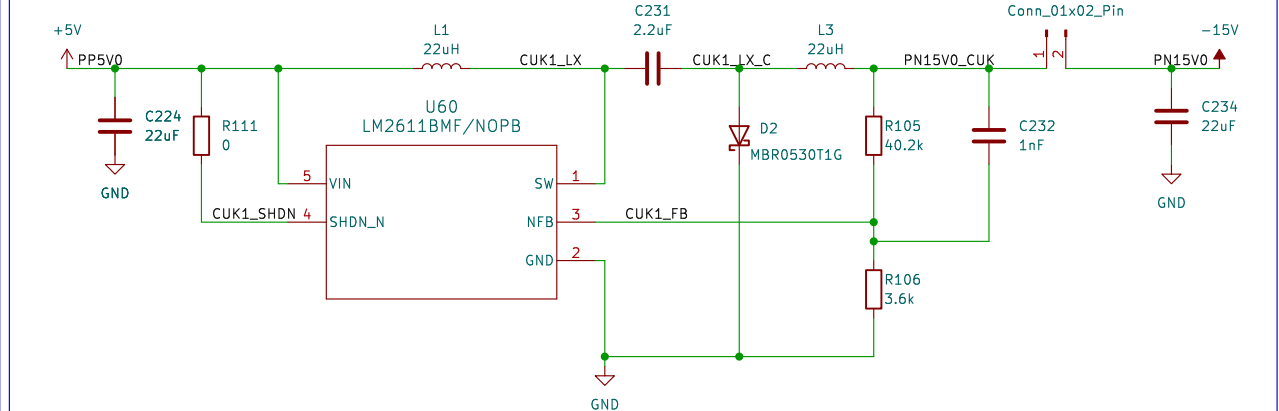 C231
2.2uF
Conn_01x02_Pin
+5V
L1
22uH
L3
22uH
-15V
PP5V0
CUK1_LX
CUK1_LX_C
PN15V0_CUK
1
2
PN15V0
C224
22uF
GND
R111
0
U60
LM2611BMF/NOPB
D2
MBR0530T1G
R105
40.2k
C232
1nF
C234
22uF
GND
5
VIN
SW
1
CUK1_SHDN
4
SHDN_N
NFB
3
CUK1_FB
GND
2
R106
3.6k
GND